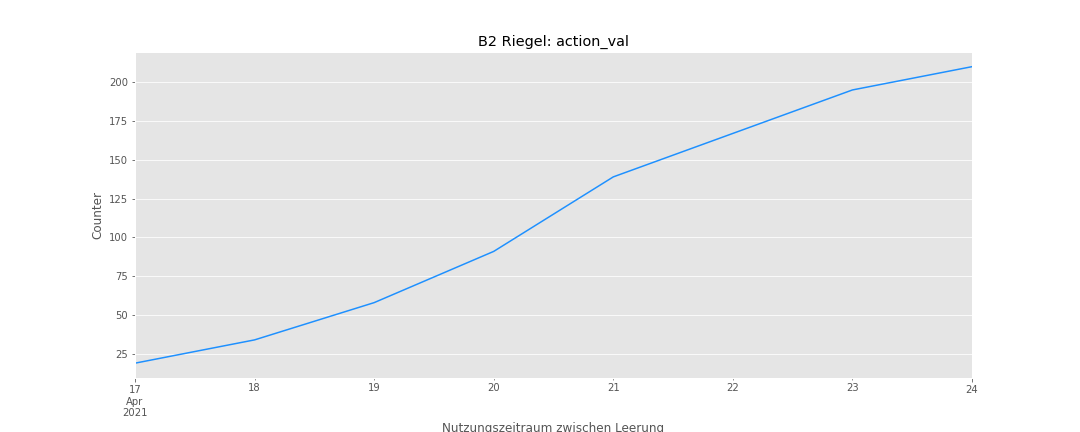 B2 Riegel: action_val
Counter
200
175
150
125
100
75
50
25
17 18 19 20 21 22 23 24
Apr
2021
Nutzungszeitraum zwischen Leerung